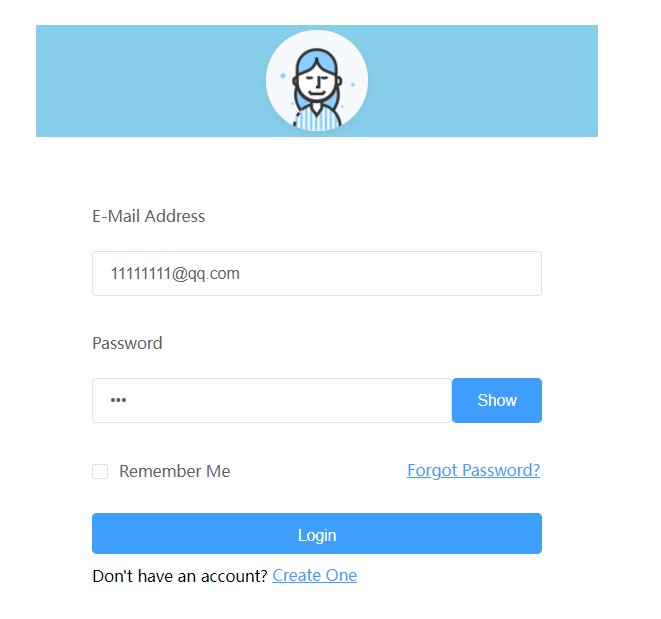 E-Mail Address
11111111@qq.com
Password
•••
Show
Remember Me
Forgot Password?
Login
Don't have an account? Create One